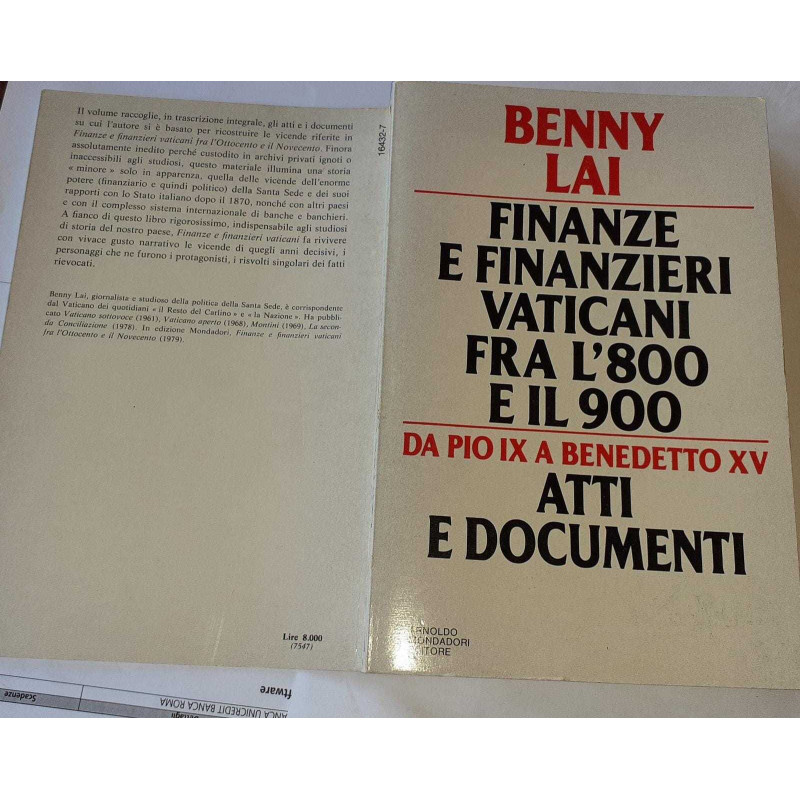 Il volume raccoglie, in trascrizione integrale, gli atti e i documenti
su cui l'autore si è basato per ricostruire le vicende riferite in
Finanze e finanzieri vaticani fra l'Ottocento e il Novecento. Finora
assolutamente inedito perché custodito in archivi privati ignoti o
inaccessibili agli studiosi, questo materiale illumina una storia
« minore » solo in apparenza, quella delle vicende dell'enorme
potere (finanziario e quindi politico) della Santa Sede e dei suoi
rapporti con lo Stato italiano dopo il 1870, nonché con altri paesi
e con il complesso sistema internazionale di banche e banchieri.
A fianco di questo libro rigorosissimo, indispensabile agli studiosi
di storia del nostro paese, Finanze e finanzieri vaticani fa rivivere
con vivace gusto narrativo le vicende di quegli anni decisivi, i
personaggi che ne furono i protagonisti, i risvolti singolari dei fatti
rievocati.
Benny Lai, giornalista e studioso della politica della Santa Sede, è corrispondente
dal Vaticano dei quotidiani « il Resto del Carlino » e « la Nazione ». Ha pubbli-
cato Vaticano sottovoce (1961), Vaticano aperto (1968), Montini (1969), La secon-
da Conciliazione (1978). In edizione Mondadori, Finanze e finanzieri vaticani
fra l'Ottocento e il Novecento (1979).
Lire 8.000
(7547)
16432-7
BENNY
LAI
FINANZE
E FINANZIERI
VATICANI
FRA L'800
E IL 900
DA PIO IX A BENEDETTO XV
ATTI
E DOCUMENTI
ARNOLDO
MONDADORI
EDITORE
ftware
ANCA UNICREDIT BANCA ROMA
Scadenze